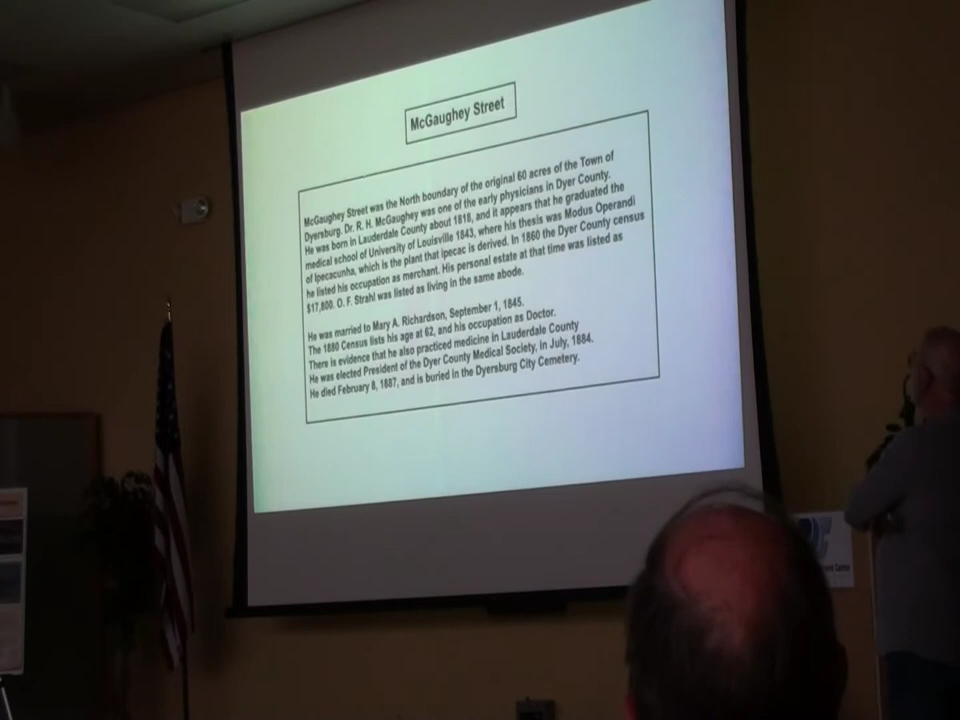 McGaughey Street
McGaughey Street was the North boundary of the original 60 acres of the Town of
Dyersburg. Dr. R. H. McGaughey was one of the early physicians in Dyer County.
He was born in Lauderdale County about 1818, and it appears that he graduated the
medical school of University of Louisville 1843, where his thesis was Modus Operandi
of Ipecacunha, which is the plant that ipecac is derived. In 1860 the Dyer County census
he listed his occupation as merchant. His personal estate at that time was listed as
$17,800. O. F. Strahl was listed as living in the same abode.
He was married to Mary A. Richardson, September 1, 1845.
The 1880 Census lists his age at 62, and his occupation as Doctor.
There is evidence that he also practiced medicine in Lauderdale County
He was elected President of the Dyer County Medical Society, in July, 1884.
He died February 8, 1887, and is buried in the Dyersburg City Cemetery.